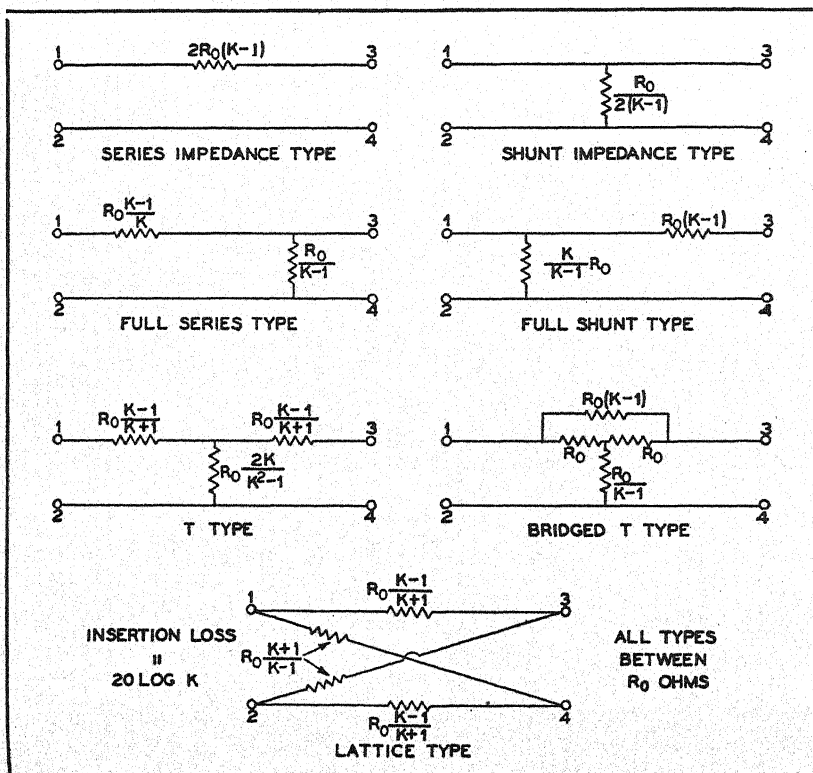 1 2R₀(K-1) 3
2 4
SERIES IMPEDANCE TYPE
1 3
R₀
2(K-1)
2 4
SHUNT IMPEDANCE TYPE
1 R₀ K-1 3
K
R₀
K-1
2 4
FULL SERIES TYPE
1 R₀(K-1) 3
K
K-1 R₀
2 4
FULL SHUNT TYPE
1 R₀ K-1 R₀ K-1 3
K+1 K+1
R₀ 2K
K²-1
2 4
T TYPE
R₀(K-1)
1 3
R₀ R₀
R₀
K-1
2 4
BRIDGED T TYPE
INSERTION LOSS
=
20 LOG K
1 R₀ K-1 3
K+1
R₀ K+1
K-1
2 4
R₀ K-1
K+1
LATTICE TYPE
ALL TYPES
BETWEEN
R₀ OHMS